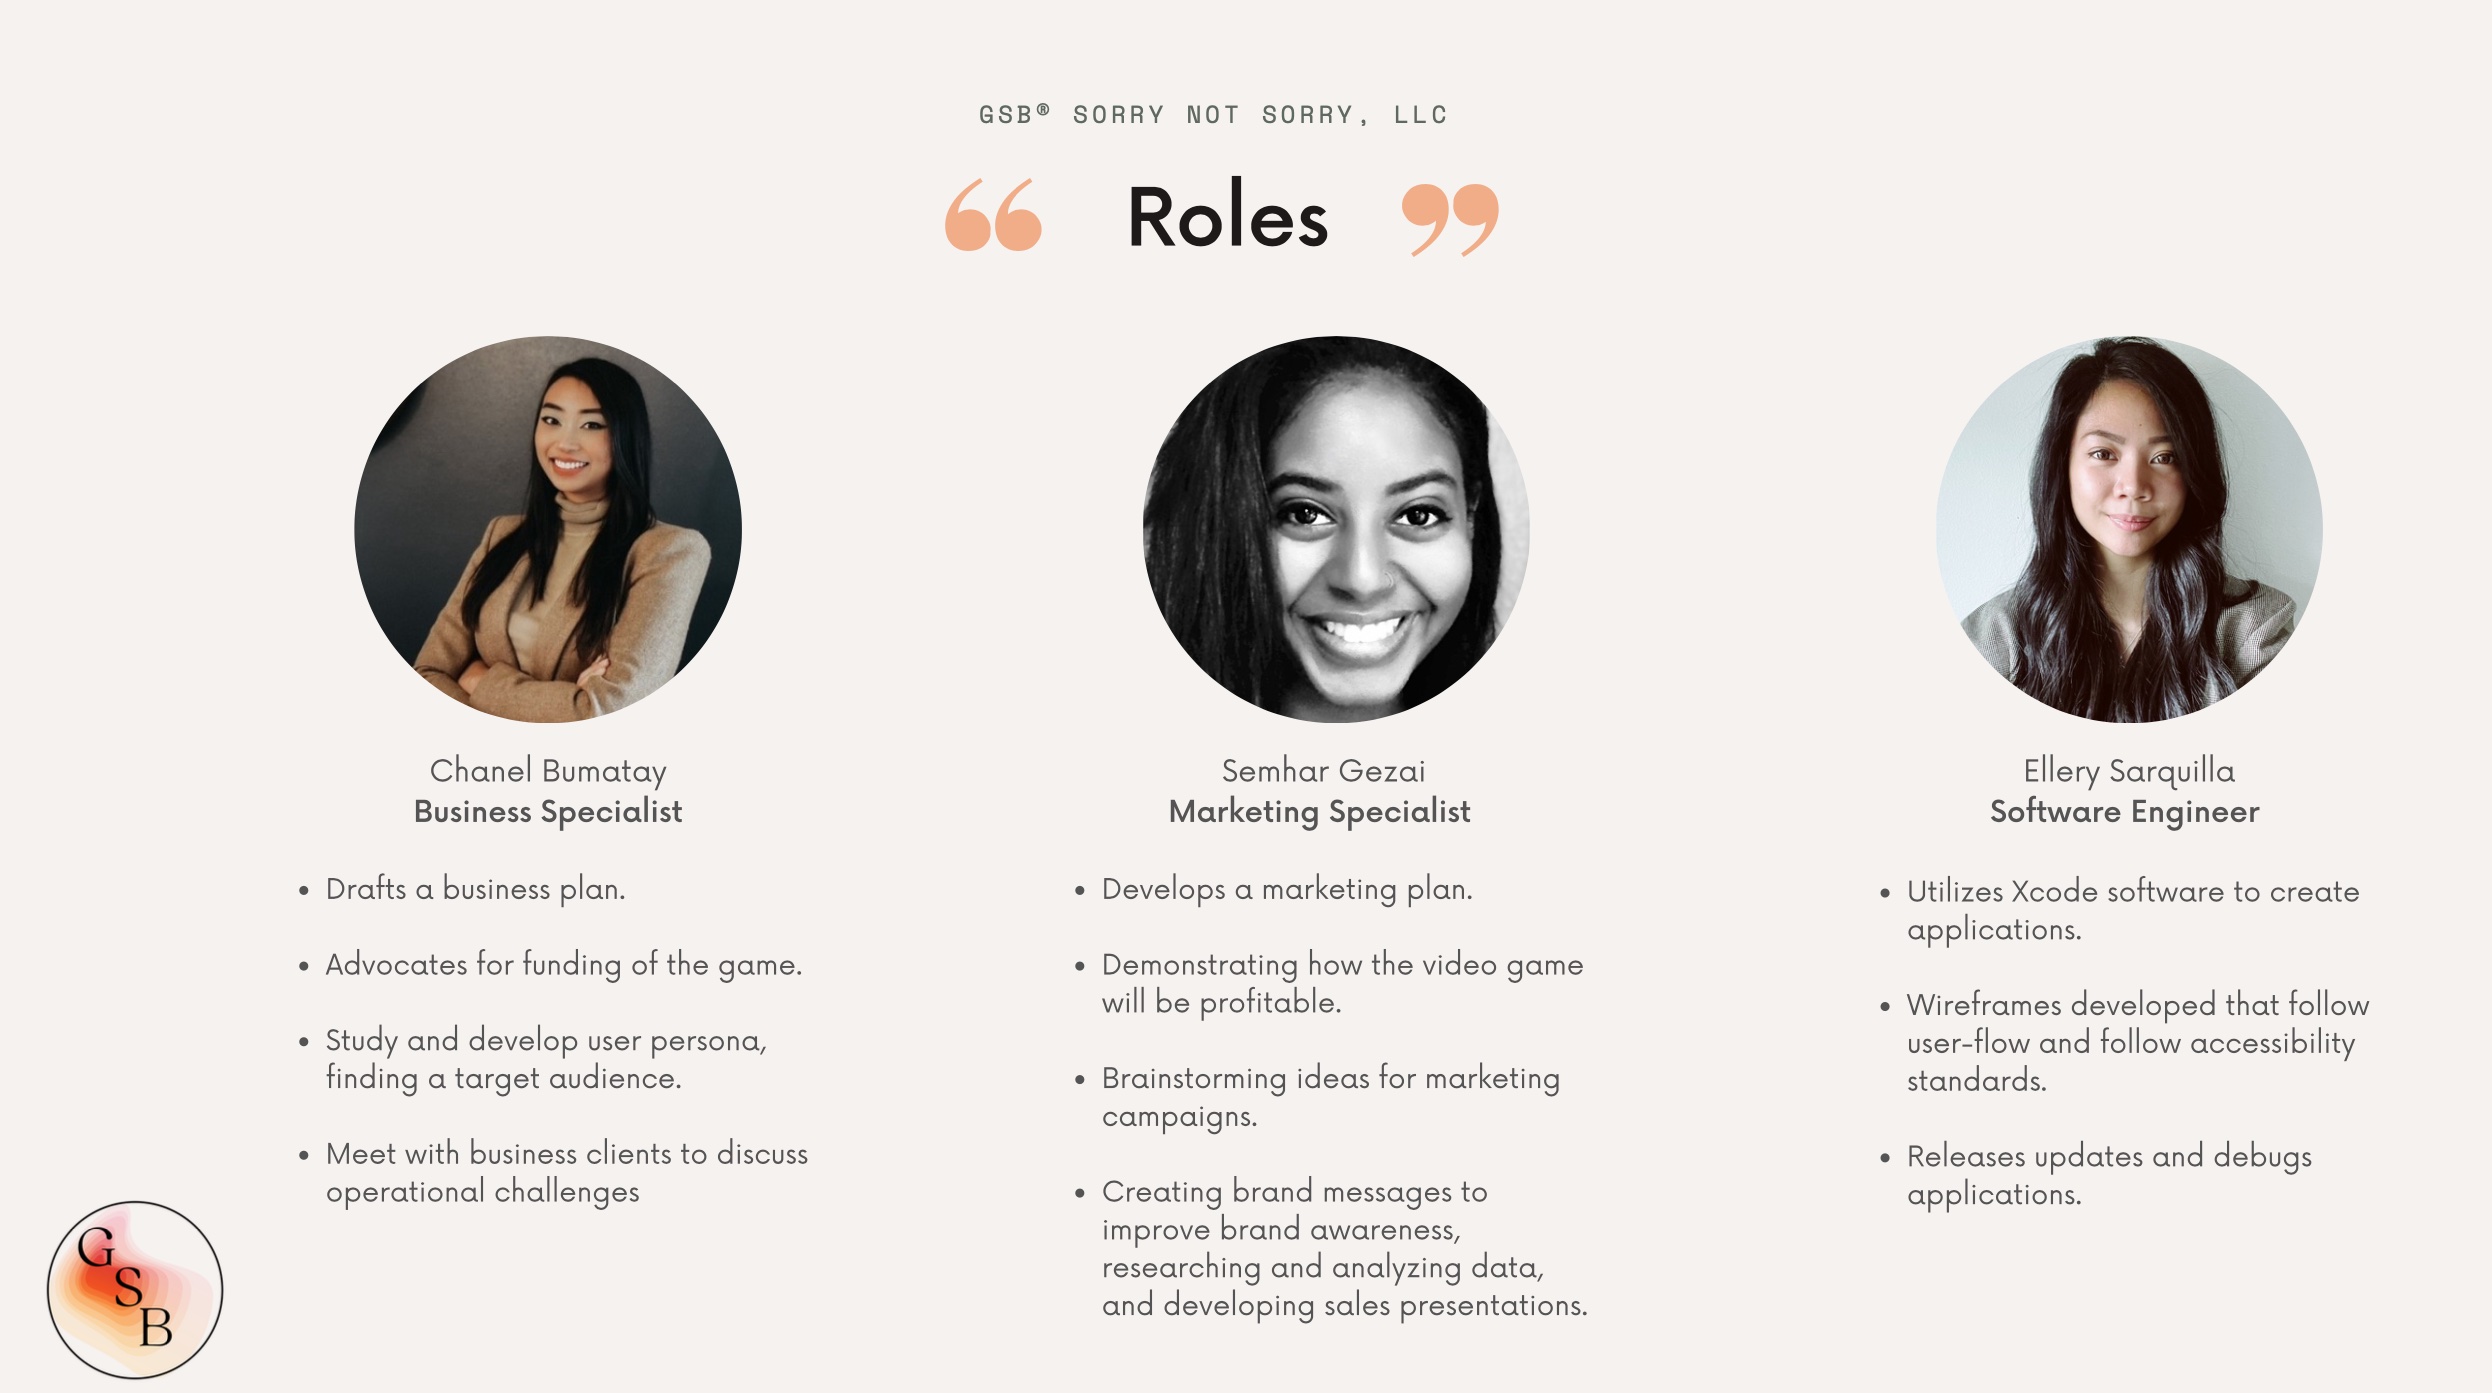 GSB® SORRY NOT SORRY, LLC
“ Roles ”
Chanel Bumatay
Business Specialist
• Drafts a business plan.
• Advocates for funding of the game.
• Study and develop user persona,
finding a target audience.
• Meet with business clients to discuss
operational challenges
Semhar Gezai
Marketing Specialist
• Develops a marketing plan.
• Demonstrating how the video game
will be profitable.
• Brainstorming ideas for marketing
campaigns.
• Creating brand messages to
improve brand awareness,
researching and analyzing data,
and developing sales presentations.
Ellery Sarquilla
Software Engineer
• Utilizes Xcode software to create
applications.
• Wireframes developed that follow
user-flow and follow accessibility
standards.
• Releases updates and debugs
applications.
G
S
B